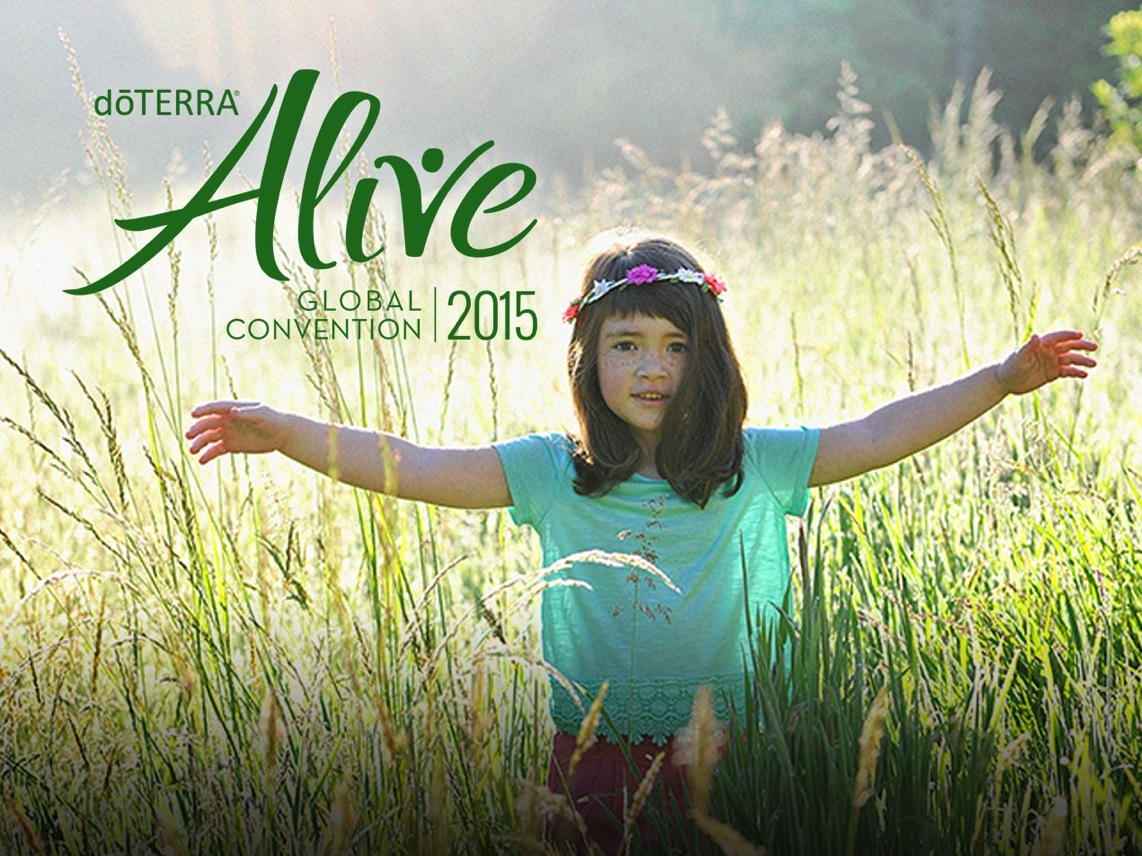 dōTERRA®
Alive
GLOBAL
CONVENTION | 2015